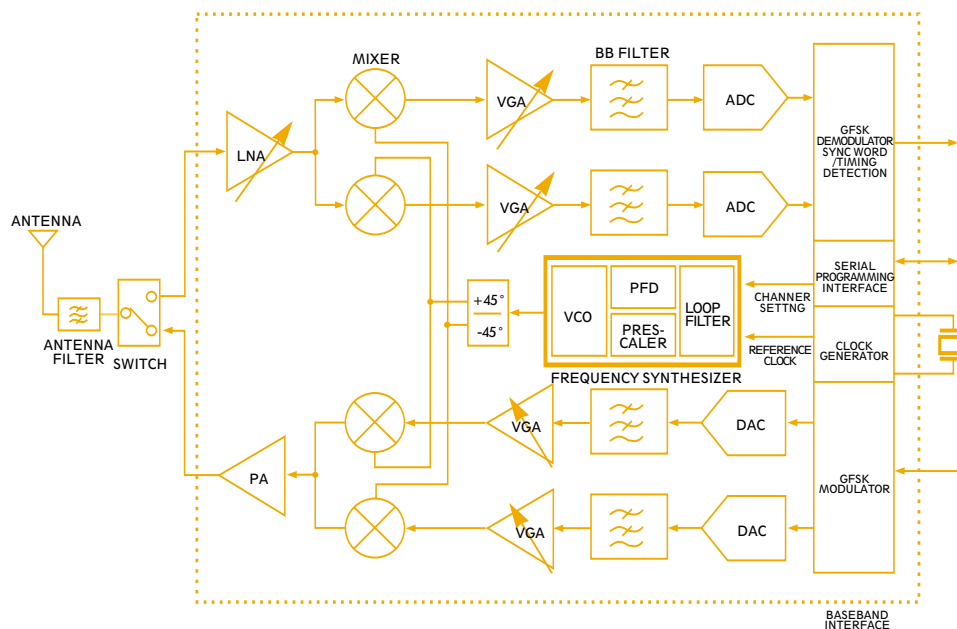 MIXER
BB FILTER
VGA
ADC
LNA
GFSK
DEMODULATOR
SYNC WORD
/TIMING
DETECTION
VGA
ADC
ANTENNA
ANTENNA
FILTER
SWITCH
+45°
-45°
VCO
PFD
PRES-
CALER
LOOP
FILTER
FREQUENCY SYNTHESIZER
CHANNER
SETTNG
REFERENCE
CLOCK
SERIAL
PROGRAMMING
INTERFACE
CLOCK
GENERATOR
VGA
DAC
PA
GFSK
MODULATOR
VGA
DAC
BASEBAND
INTERFACE